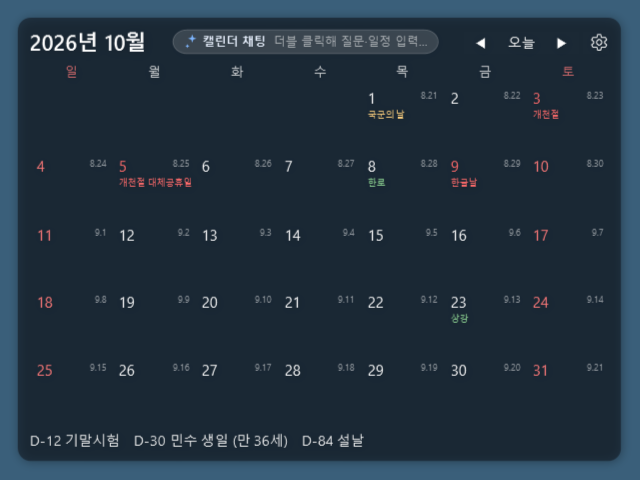 2026년 10월 캘린더 채팅 더블 클릭해 질문·일정 입력... ◀ 오늘 ▶
일 월 화 수 목 금 토
1 8.21 2 8.22 3 8.23
국군의날 개천절
4 8.24 5 8.25 6 8.26 7 8.27 8 8.28 9 8.29 10 8.30
개천절 대체공휴일 한로 한글날
11 9.1 12 9.2 13 9.3 14 9.4 15 9.5 16 9.6 17 9.7
18 9.8 19 9.9 20 9.10 21 9.11 22 9.12 23 9.13 24 9.14
상강
25 9.15 26 9.16 27 9.17 28 9.18 29 9.19 30 9.20 31 9.21
D-12 기말시험 D-30 민수 생일 (만 36세) D-84 설날